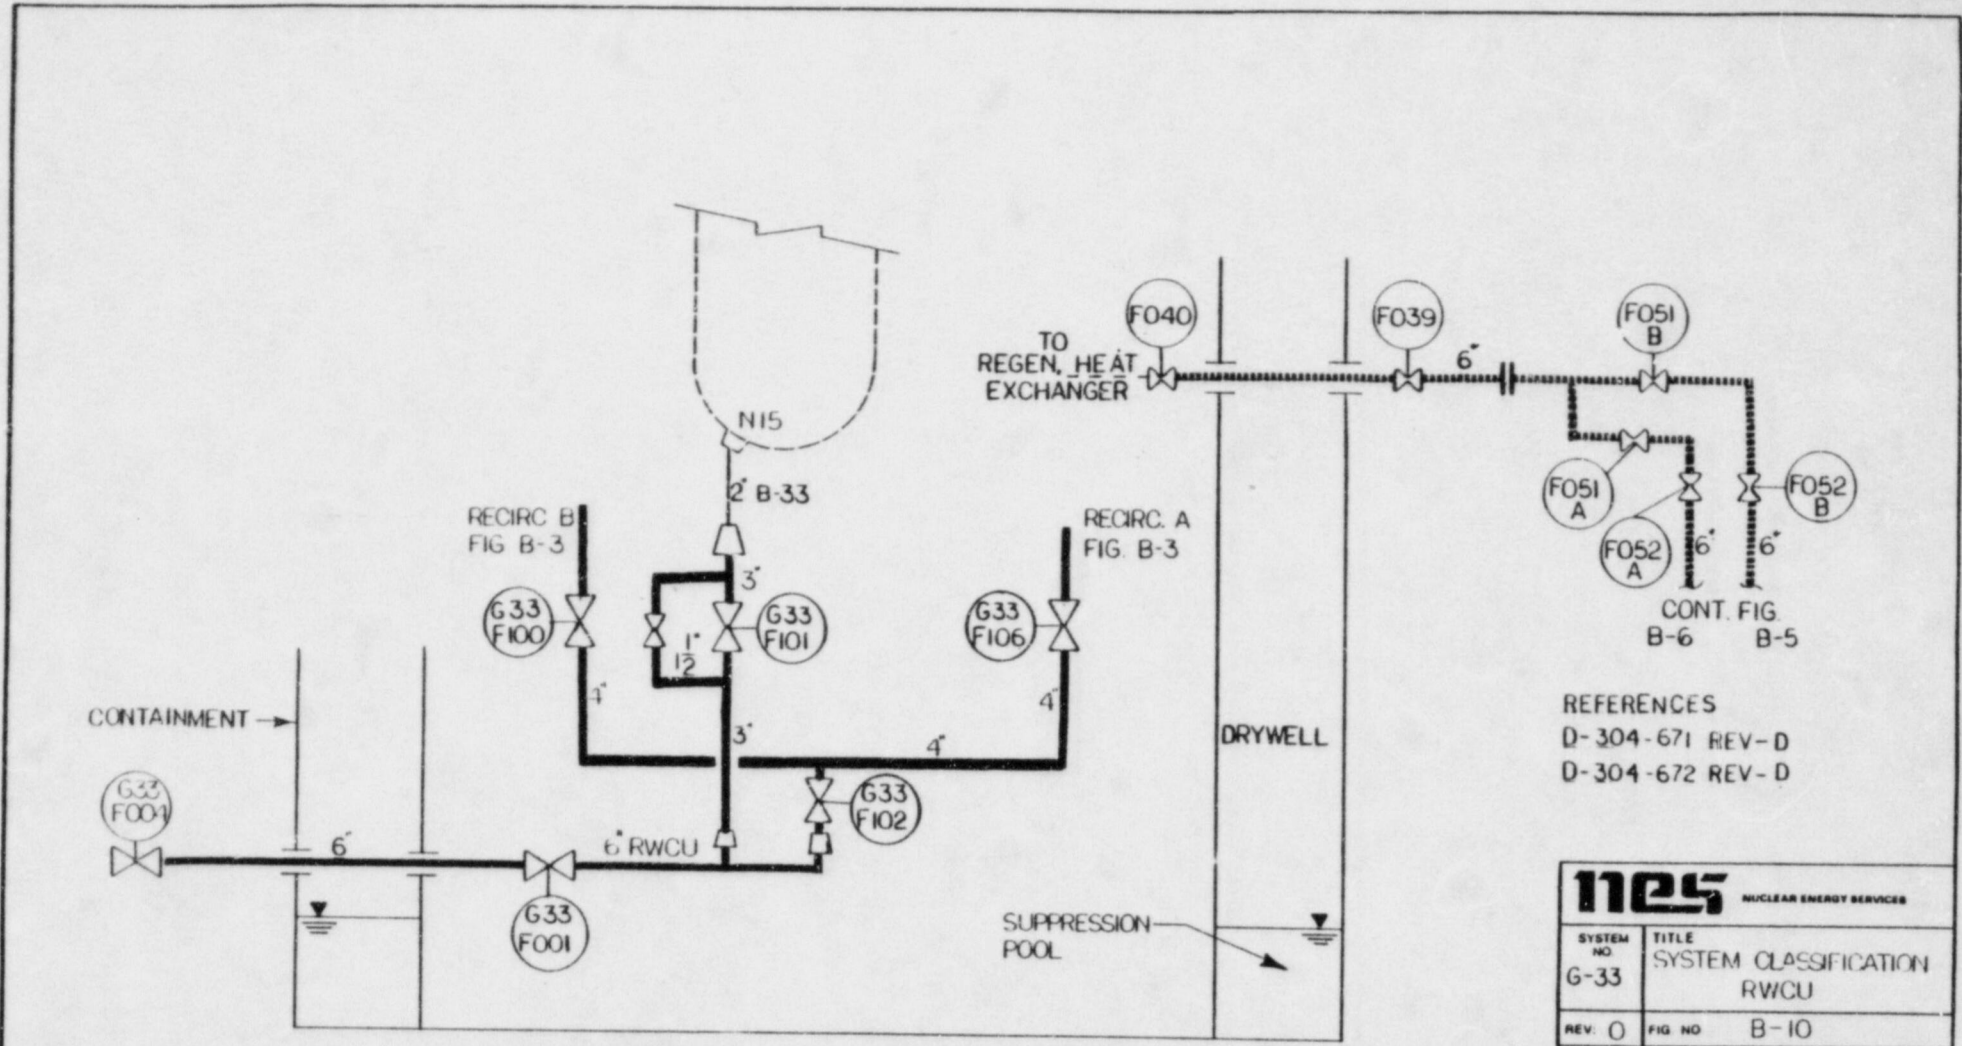 N15
2" B-33
RECIRC B
FIG B-3
3"
G33
F100
1"
1 1/2
G33
F101
4"
3"
4"
G33
F106
4"
RECIRC. A
FIG. B-3
CONTAINMENT
G33
F004
6"
G33
F001
6" RWCU
G33
F102
TO
REGEN. HEAT
EXCHANGER
F040
F039
6"
F051
B
F051
A
F052
A
F052
B
6"
6"
CONT. FIG.
B-6 B-5
DRYWELL
SUPPRESSION
POOL
REFERENCES
D-304-671 REV-D
D-304-672 REV-D
nes NUCLEAR ENERGY SERVICES
SYSTEM
NO.
G-33
TITLE
SYSTEM CLASSIFICATION
RWCU
REV: 0
FIG NO B-10